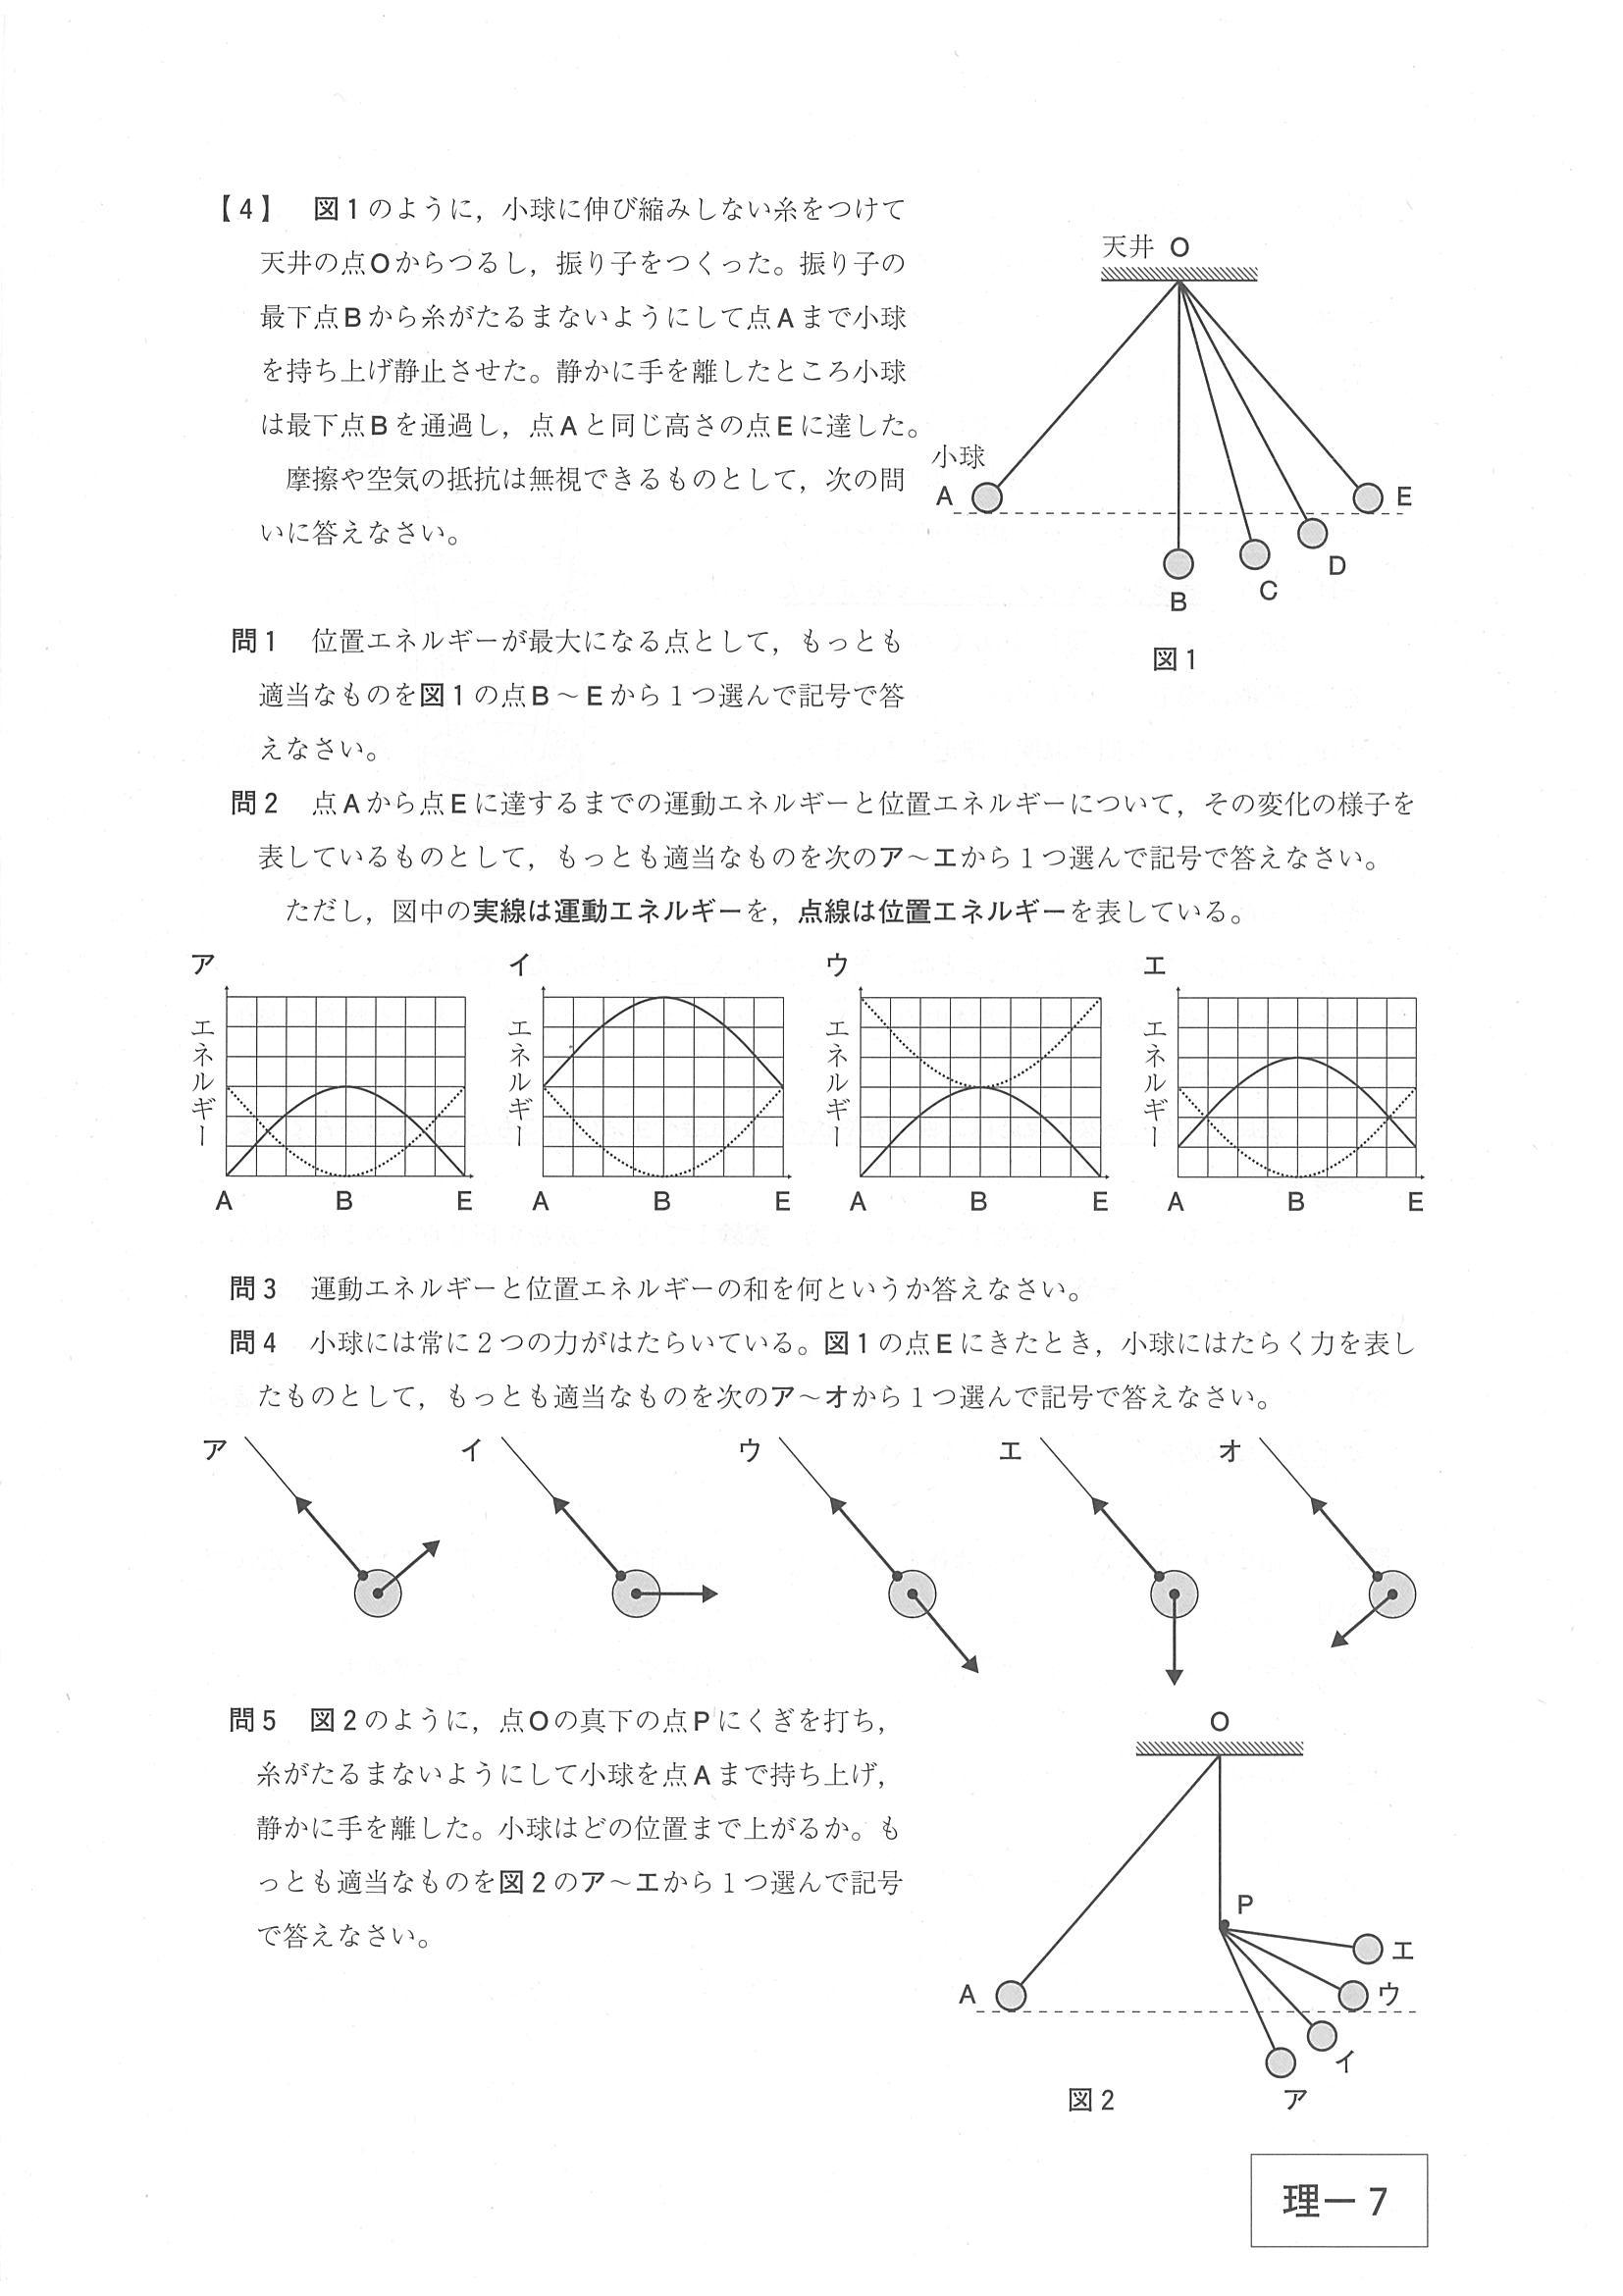 【4】　図1のように，小球に伸び縮みしない糸をつけて
天井の点Oからつるし，振り子をつくった。振り子の
最下点Bから糸がたるまないようにして点Aまで小球
を持ち上げ静止させた。静かに手を離したところ小球
は最下点Bを通過し，点Aと同じ高さの点Eに達した。
摩擦や空気の抵抗は無視できるものとして，次の問
いに答えなさい。
天井 O
小球
A
E
D
C
B
図1
問1　位置エネルギーが最大になる点として，もっとも
適当なものを図1の点B～Eから1つ選んで記号で答
えなさい。
問2　点Aから点Eに達するまでの運動エネルギーと位置エネルギーについて，その変化の様子を
表しているものとして，もっとも適当なものを次のア～エから1つ選んで記号で答えなさい。
ただし，図中の実線は運動エネルギーを，点線は位置エネルギーを表している。
ア
エネルギー
A B E
イ
エネルギー
A B E
ウ
エネルギー
A B E
エ
エネルギー
A B E
問3　運動エネルギーと位置エネルギーの和を何というか答えなさい。
問4　小球には常に2つの力がはたらいている。図1の点Eにきたとき，小球にはたらく力を表し
たものとして，もっとも適当なものを次のア～オから1つ選んで記号で答えなさい。
ア イ ウ エ オ
問5　図2のように，点Oの真下の点Pにくぎを打ち，
糸がたるまないようにして小球を点Aまで持ち上げ，
静かに手を離した。小球はどの位置まで上がるか。も
っとも適当なものを図2のア～エから1つ選んで記号
で答えなさい。
O
P
エ
A
ウ
イ
ア
図2
理－7